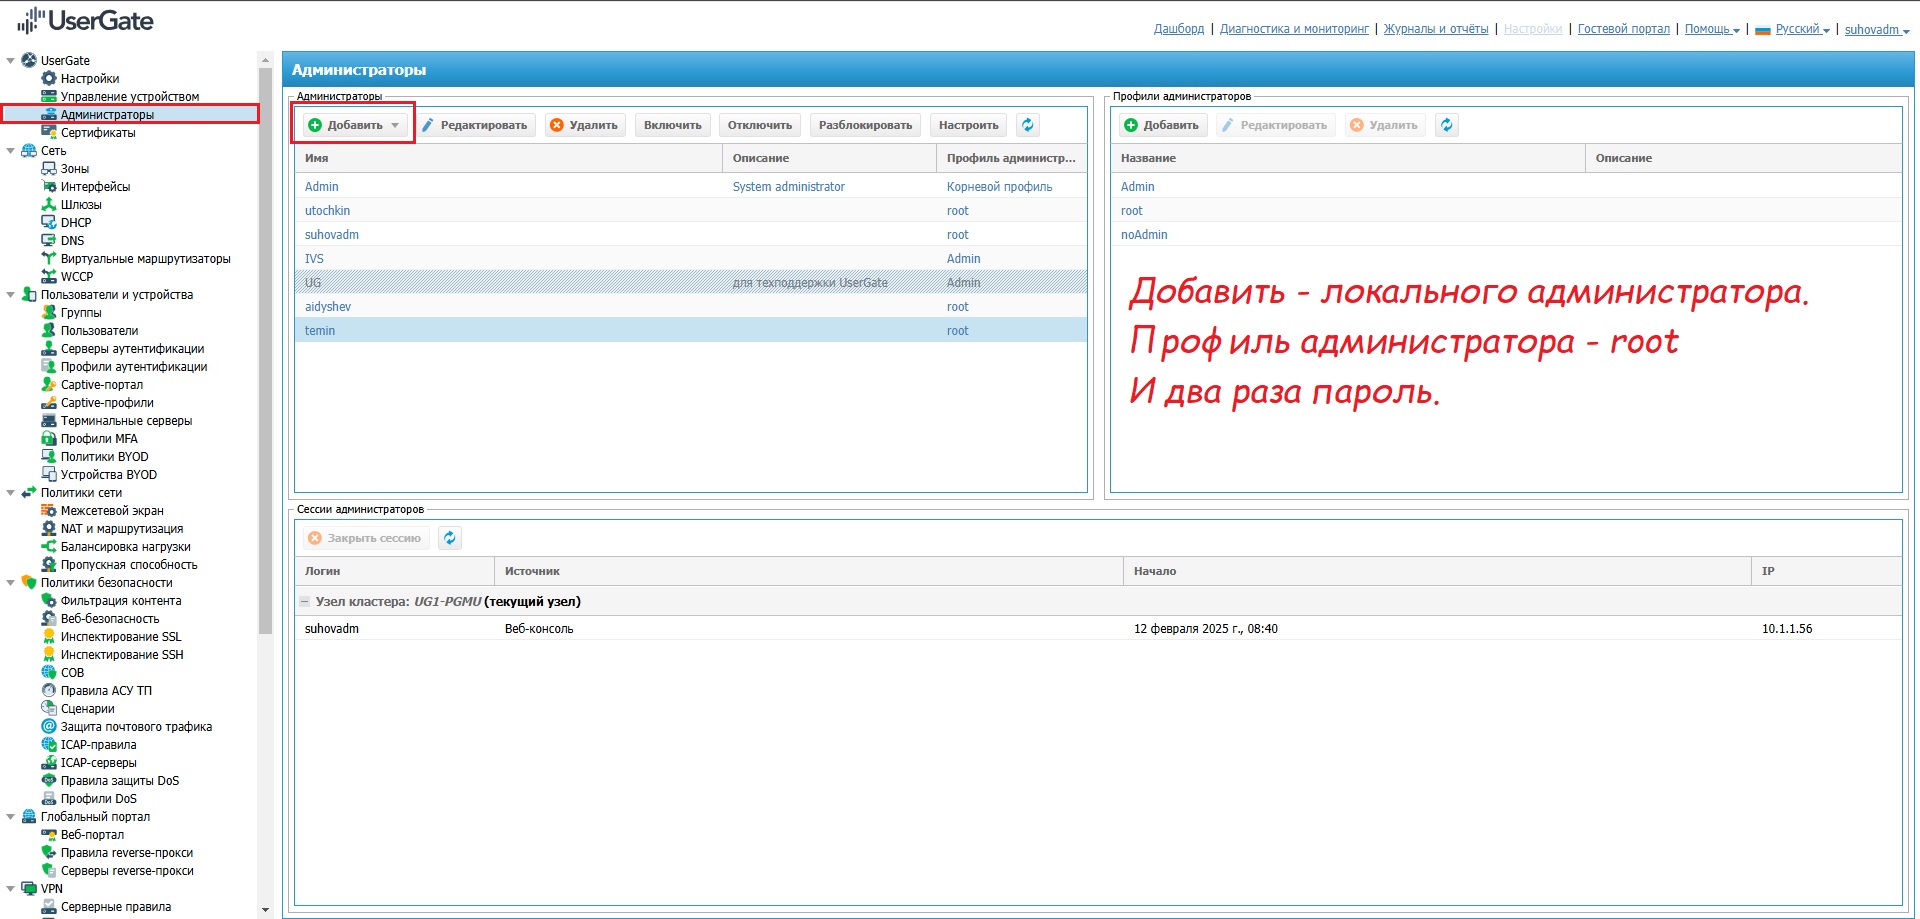 UserGate
Дашборд | Диагностика и мониторинг | Журналы и отчёты | Настройки | Гостевой портал | Помощь | Русский | suhovadm
UserGate
Настройки
Управление устройством
Администраторы
Сертификаты
Сеть
Зоны
Интерфейсы
Шлюзы
DHCP
DNS
Виртуальные маршрутизаторы
WCCP
Пользователи и устройства
Группы
Пользователи
Серверы аутентификации
Профили аутентификации
Captive-портал
Captive-профили
Терминальные серверы
Профили MFA
Политики BYOD
Устройства BYOD
Политики сети
Межсетевой экран
NAT и маршрутизация
Балансировка нагрузки
Пропускная способность
Политики безопасности
Фильтрация контента
Веб-безопасность
Инспектирование SSL
Инспектирование SSH
СОВ
Правила АСУ ТП
Сценарии
Защита почтового трафика
ICAP-правила
ICAP-серверы
Правила защиты DoS
Профили DoS
Глобальный портал
Веб-портал
Правила reverse-прокси
Серверы reverse-прокси
VPN
Серверные правила
Администраторы
Администраторы
Добавить Редактировать Удалить Включить Отключить Разблокировать Настроить
Имя Описание Профиль администр...
Admin System administrator Корневой профиль
utochkin root
suhovadm root
IVS Admin
UG для техподдержки UserGate Admin
aidyshev root
temin root
Профили администраторов
Добавить Редактировать Удалить
Название Описание
Admin
root
noAdmin
Добавить - локального администратора.
Профиль администратора - root
И два раза пароль.
Сессии администраторов
Закрыть сессию
Логин Источник Начало IP
Узел кластера: UG1-PGMU (текущий узел)
suhovadm Веб-консоль 12 февраля 2025 г., 08:40 10.1.1.56